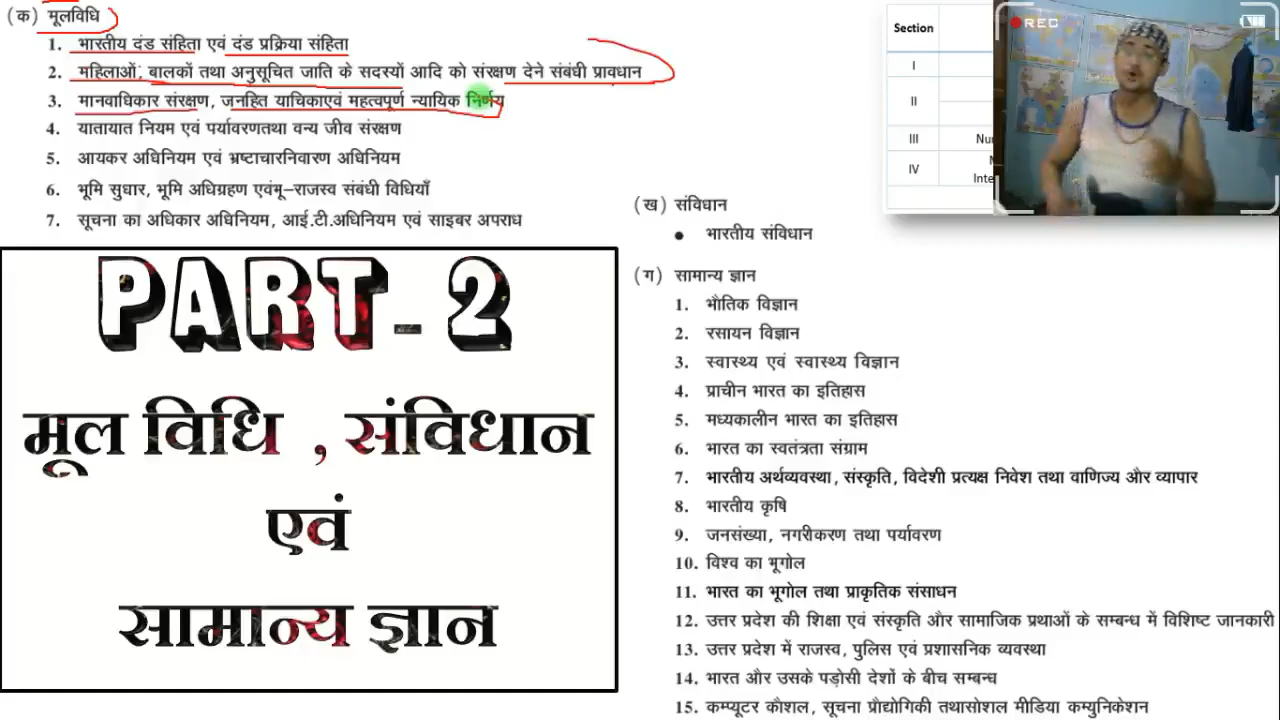 (क) मूलविधि
1. भारतीय दंड संहिता एवं दंड प्रक्रिया संहिता
2. महिलाओं, बालकों तथा अनुसूचित जाति के सदस्यों आदि को संरक्षण देने संबंधी प्रावधान
3. मानवाधिकार संरक्षण, जनहित याचिकाएवं महत्वपूर्ण न्यायिक निर्णय
4. यातायात नियम एवं पर्यावरणतथा वन्य जीव संरक्षण
5. आयकर अधिनियम एवं भ्रष्टाचारनिवारण अधिनियम
6. भूमि सुधार, भूमि अधिग्रहण एवंभू–राजस्व संबंधी विधियाँ
7. सूचना का अधिकार अधिनियम, आई.टी.अधिनियम एवं साइबर अपराध
PART-2
मूल विधि , संविधान
एवं
सामान्य ज्ञान
(ख) संविधान
• भारतीय संविधान
(ग) सामान्य ज्ञान
1. भौतिक विज्ञान
2. रसायन विज्ञान
3. स्वास्थ्य एवं स्वास्थ्य विज्ञान
4. प्राचीन भारत का इतिहास
5. मध्यकालीन भारत का इतिहास
6. भारत का स्वतंत्रता संग्राम
7. भारतीय अर्थव्यवस्था, संस्कृति, विदेशी प्रत्यक्ष निवेश तथा वाणिज्य और व्यापार
8. भारतीय कृषि
9. जनसंख्या, नगरीकरण तथा पर्यावरण
10. विश्व का भूगोल
11. भारत का भूगोल तथा प्राकृतिक संसाधन
12. उत्तर प्रदेश की शिक्षा एवं संस्कृति और सामाजिक प्रथाओं के सम्बन्ध में विशिष्ट जानकारी
13. उत्तर प्रदेश में राजस्व, पुलिस एवं प्रशासनिक व्यवस्था
14. भारत और उसके पड़ोसी देशों के बीच सम्बन्ध
15. कम्प्यूटर कौशल, सूचना प्रौद्योगिकी तथासोशल मीडिया कम्युनिकेशन
Section
I
II
III
IV
REC